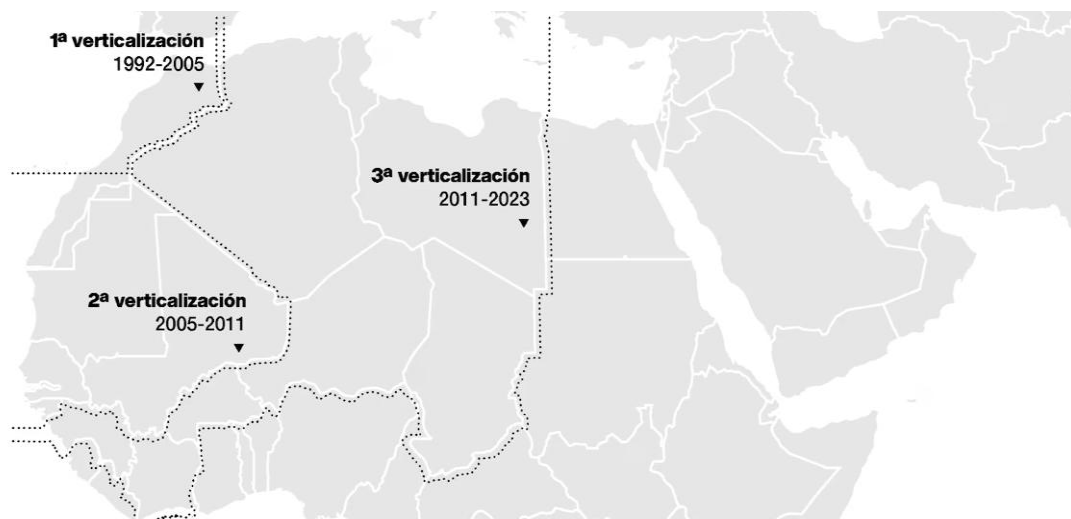 1ª verticalización
1992-2005
3ª verticalización
2011-2023
2ª verticalización
2005-2011